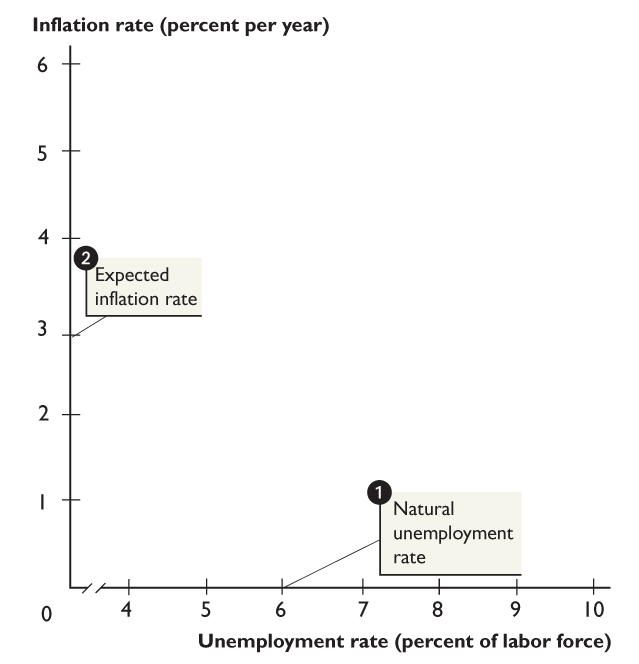 Inflation rate (percent per year)
6
5
4
2
Expected
inflation rate
3
2
1
1
Natural
unemployment
rate
0
4 5 6 7 8 9 10
Unemployment rate (percent of labor force)